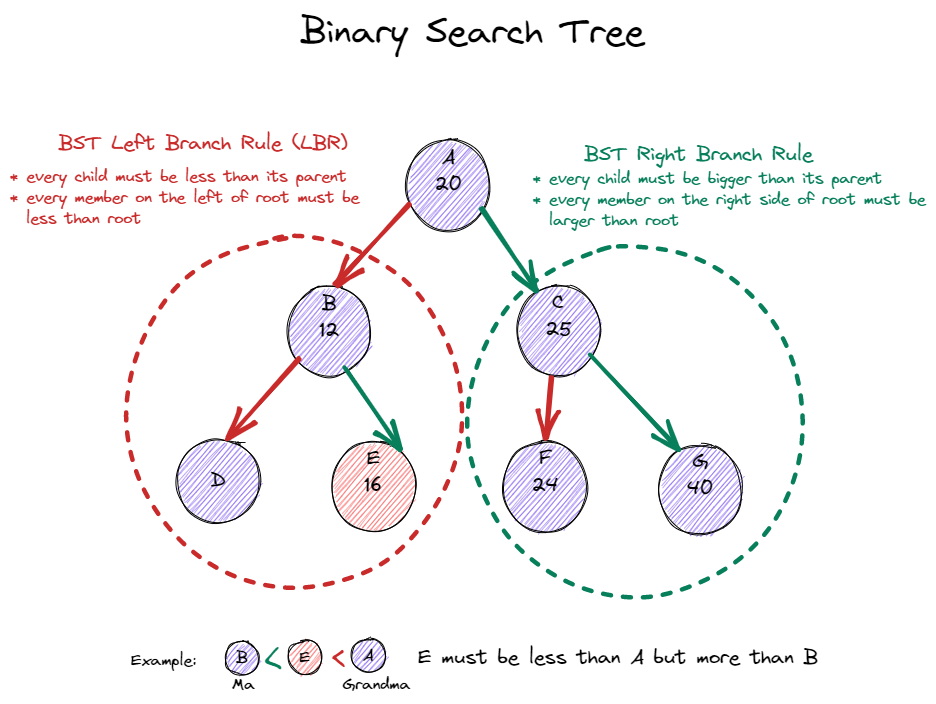 Binary Search Tree
BST Left Branch Rule (LBR)
* every child must be less than its parent
* every member on the left of root must be
less than root
BST Right Branch Rule
* every child must be bigger than its parent
* every member on the right side of root must be
larger than root
A
20
B
12
C
25
D
E
16
F
24
G
40
Example:
B < E < A
E must be less than A but more than B
Ma
Grandma